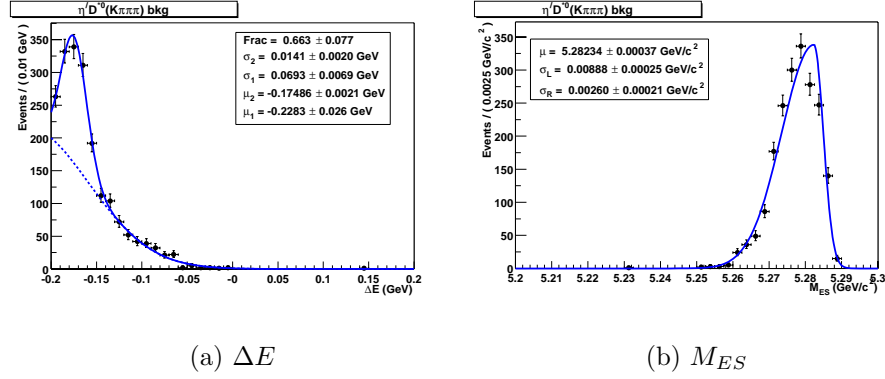 η′D*⁰(Kπππ) bkg
Events / ( 0.01 GeV )
350
300
250
200
150
100
50
0
Frac = 0.663 ± 0.077
σ₂ = 0.0141 ± 0.0020 GeV
σ₁ = 0.0693 ± 0.0069 GeV
μ₂ = -0.17486 ± 0.0021 GeV
μ₁ = -0.2283 ± 0.026 GeV
-0.2 -0.15 -0.1 -0.05 -0 0.05 0.1 0.15 0.2
ΔE (GeV)
(a) ΔE
η′D*⁰(Kπππ) bkg
Events / ( 0.0025 GeV/c² )
350
300
250
200
150
100
50
0
μ = 5.28234 ± 0.00037 GeV/c²
σL = 0.00888 ± 0.00025 GeV/c²
σR = 0.00260 ± 0.00021 GeV/c²
5.2 5.21 5.22 5.23 5.24 5.25 5.26 5.27 5.28 5.29 5.3
MES (GeV/c²)
(b) MES